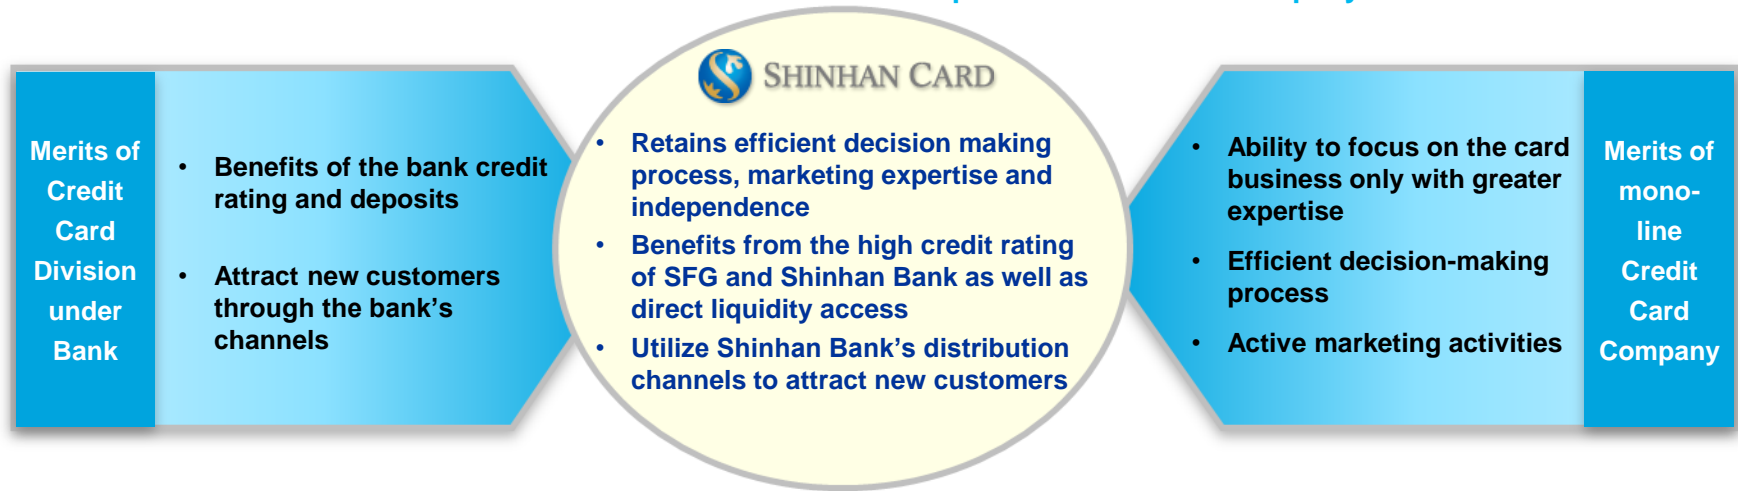 SHINHAN CARD
Merits of
Credit
Card
Division
under
Bank
• Benefits of the bank credit
rating and deposits
• Attract new customers
through the bank's
channels
• Retains efficient decision making
process, marketing expertise and
independence
• Benefits from the high credit rating
of SFG and Shinhan Bank as well as
direct liquidity access
• Utilize Shinhan Bank's distribution
channels to attract new customers
• Ability to focus on the card
business only with greater
expertise
• Efficient decision-making
process
• Active marketing activities
Merits of
mono-
line
Credit
Card
Company